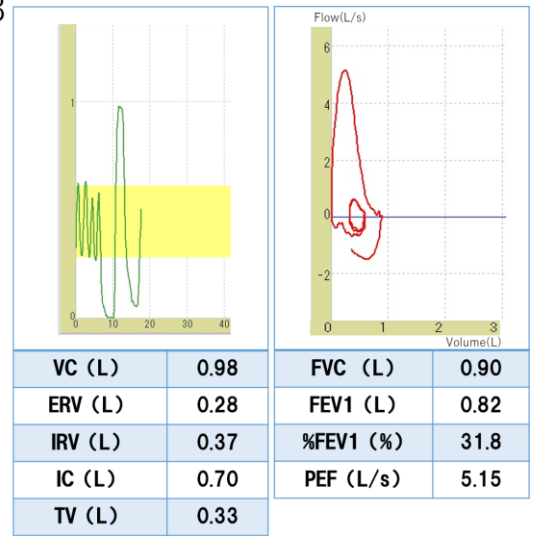 1
0
0
10
20
30
40
Flow(L/s)
6
4
2
0
-2
0
1
2
3
Volume(L)
VC (L) 0.98
ERV (L) 0.28
IRV (L) 0.37
IC (L) 0.70
TV (L) 0.33
FVC (L) 0.90
FEV1 (L) 0.82
%FEV1 (%) 31.8
PEF (L/s) 5.15